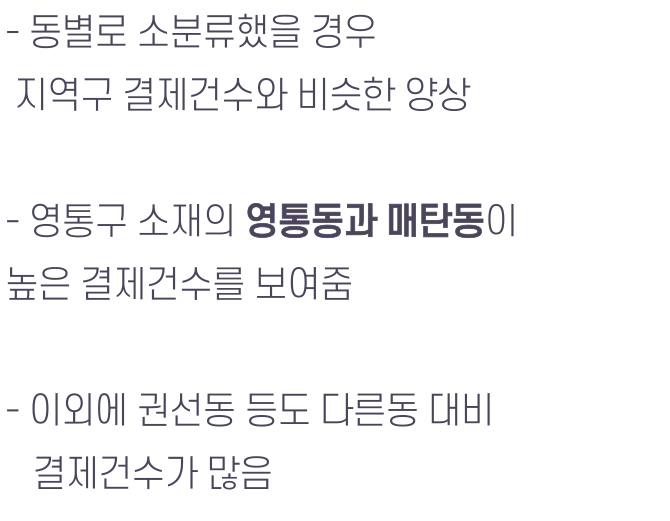 - 동별로 소분류했을 경우
지역구 결제건수와 비슷한 양상
- 영통구 소재의 영통동과 매탄동이
높은 결제건수를 보여줌
- 이외에 권선동 등도 다른동 대비
결제건수가 많음